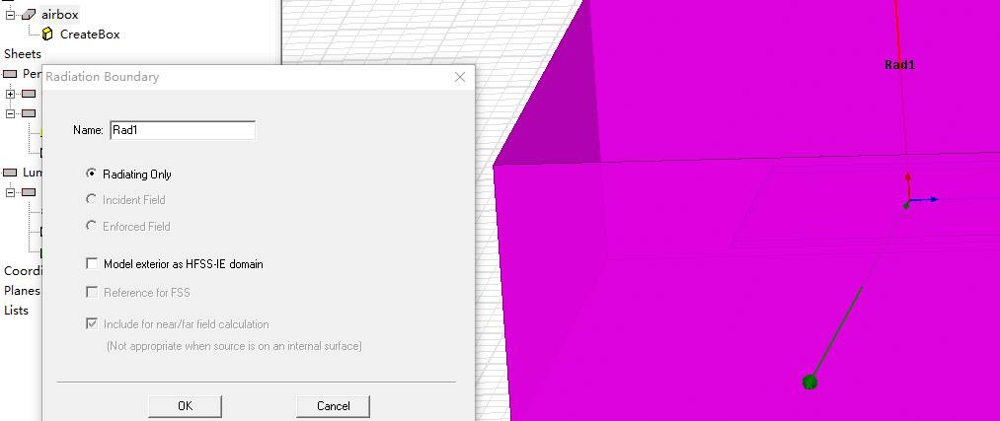 airbox
CreateBox
Sheets
Per
Lum
Coordi
Planes
Lists
Radiation Boundary
Name: Rad1
Radiating Only
Incident Field
Enforced Field
Model exterior as HFSS-IE domain
Reference for FSS
Include for near/far field calculation
(Not appropriate when source is on an internal surface)
OK Cancel
Rad1